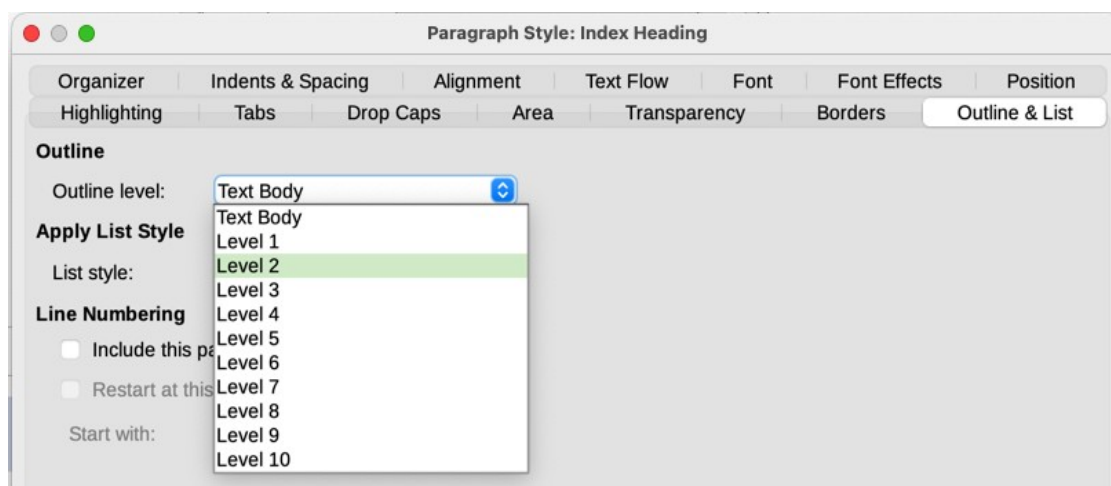 Paragraph Style: Index Heading
Organizer Indents & Spacing Alignment Text Flow Font Font Effects Position
Highlighting Tabs Drop Caps Area Transparency Borders Outline & List
Outline
Outline level: Text Body
Text Body
Apply List Style
Level 1
Level 2
List style:
Level 3
Line Numbering
Level 4
Level 5
Include this pa
Level 6
Restart at this
Level 7
Level 8
Start with:
Level 9
Level 10